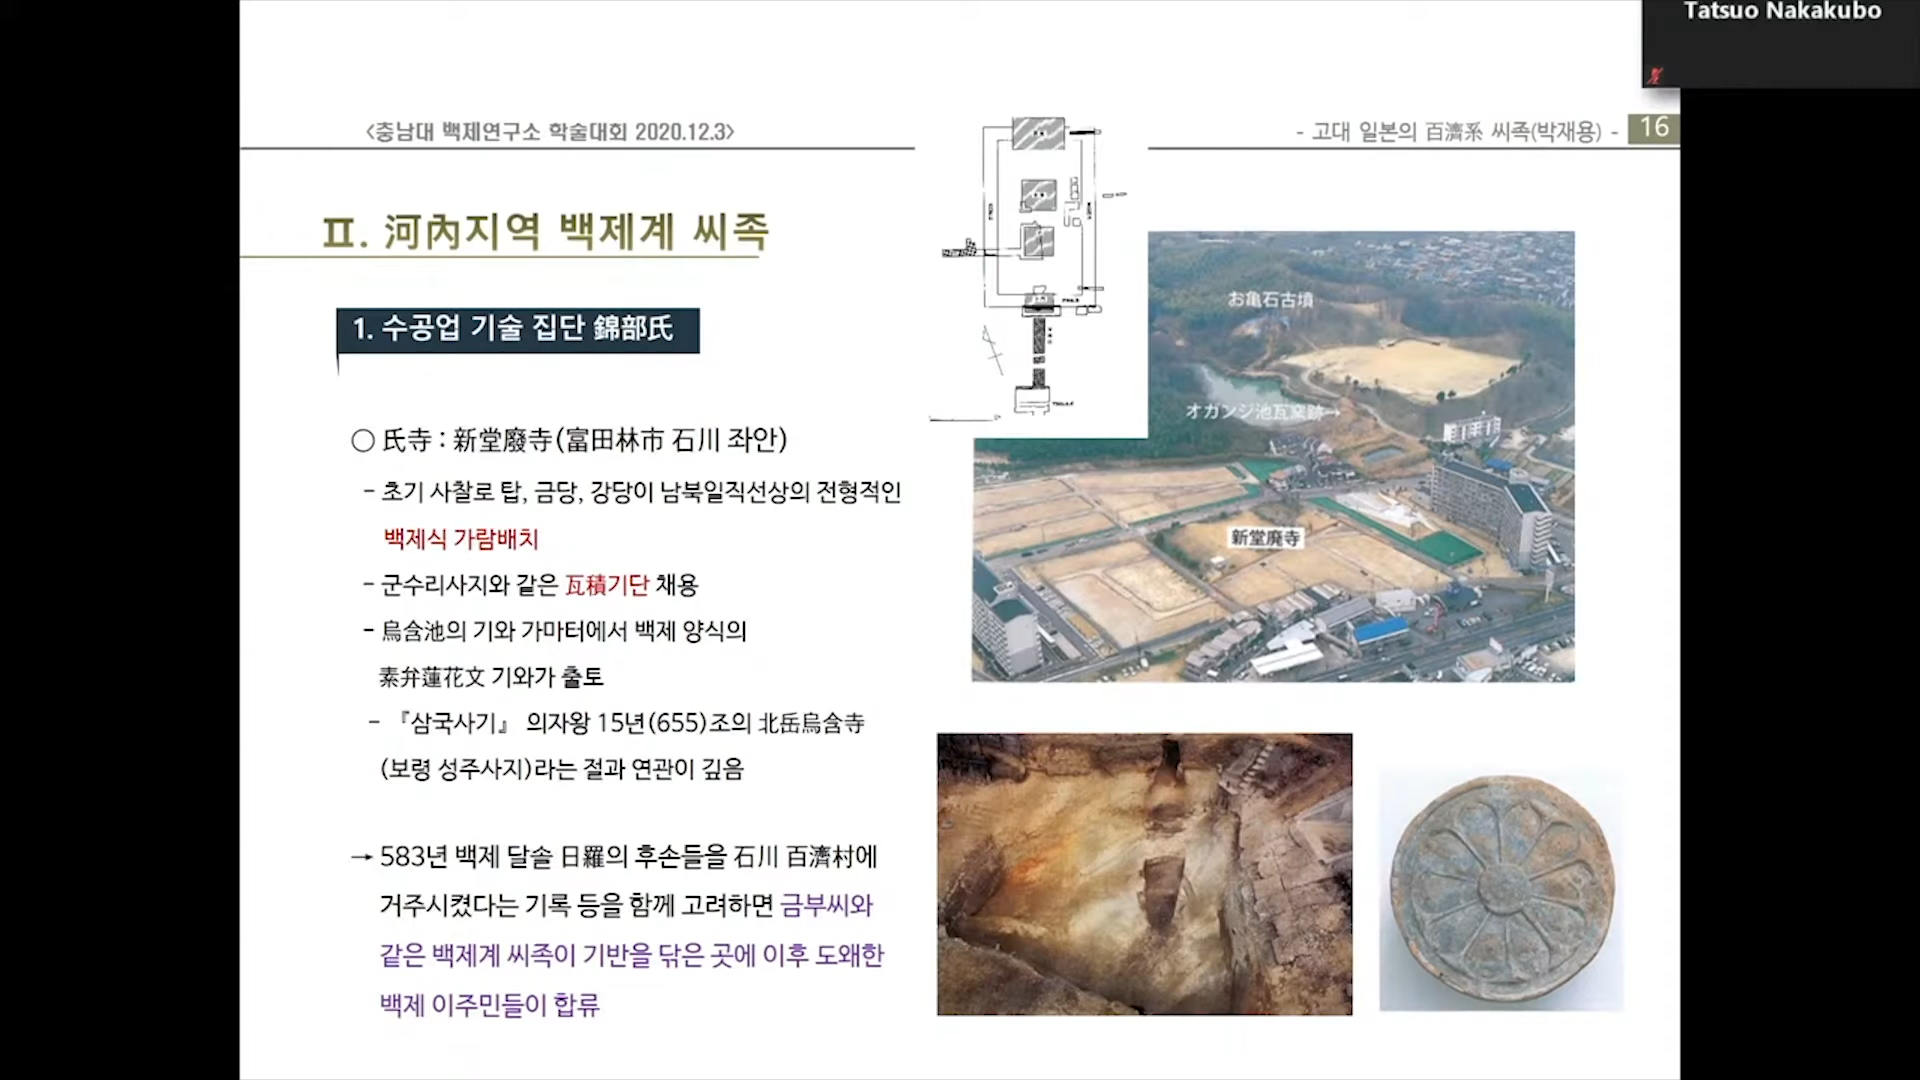 Tatsuo Nakakubo
<충남대 백제연구소 학술대회 2020.12.3>
- 고대 일본의 百濟系 씨족(박재용) - 16
Ⅱ. 河內지역 백제계 씨족
1. 수공업 기술 집단 錦部氏
○ 氏寺 : 新堂廢寺(富田林市 石川 좌안)
- 초기 사찰로 탑, 금당, 강당이 남북일직선상의 전형적인
백제식 가람배치
- 군수리사지와 같은 瓦積기단 채용
- 烏含池의 기와 가마터에서 백제 양식의
素弁蓮花文 기와가 출토
- 『삼국사기』 의자왕 15년(655)조의 北岳烏含寺
(보령 성주사지)라는 절과 연관이 깊음
→ 583년 백제 달솔 日羅의 후손들을 石川 百濟村에
거주시켰다는 기록 등을 함께 고려하면 금부씨와
같은 백제계 씨족이 기반을 닦은 곳에 이후 도왜한
백제 이주민들이 합류
お亀石古墳
オガンジ池瓦窯跡→
新堂廃寺